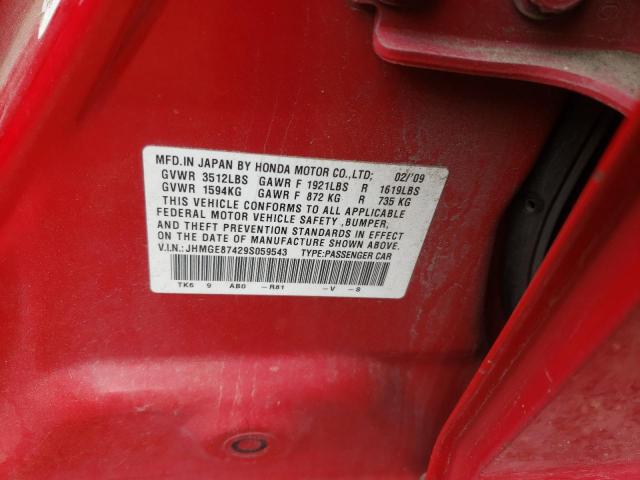 MFD.IN JAPAN BY HONDA MOTOR CO.,LTD; 02/'09
GVWR 3512LBS GAWR F 1921LBS R 1619LBS
GVWR 1594KG GAWR F 872 KG R 735 KG
THIS VEHICLE CONFORMS TO ALL APPLICABLE
FEDERAL MOTOR VEHICLE SAFETY ,BUMPER,
AND THEFT PREVENTION STANDARDS IN EFFECT
ON THE DATE OF MANUFACTURE SHOWN ABOVE.
V.I.N.: JHMGE87429S059543 TYPE:PASSENGER CAR
TK6 9 AB0 -R81 -V -S